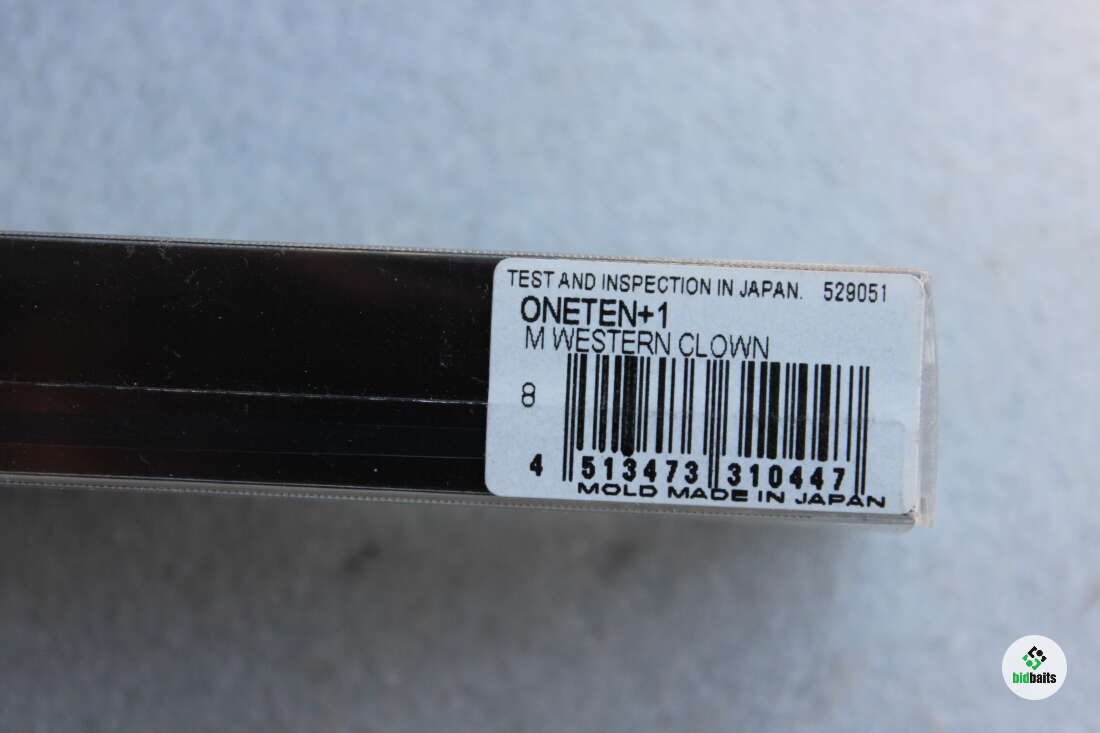 TEST AND INSPECTION IN JAPAN. 529051
ONETEN+1
M WESTERN CLOWN
8
4 513473 310447
MOLD MADE IN JAPAN
bidbaits